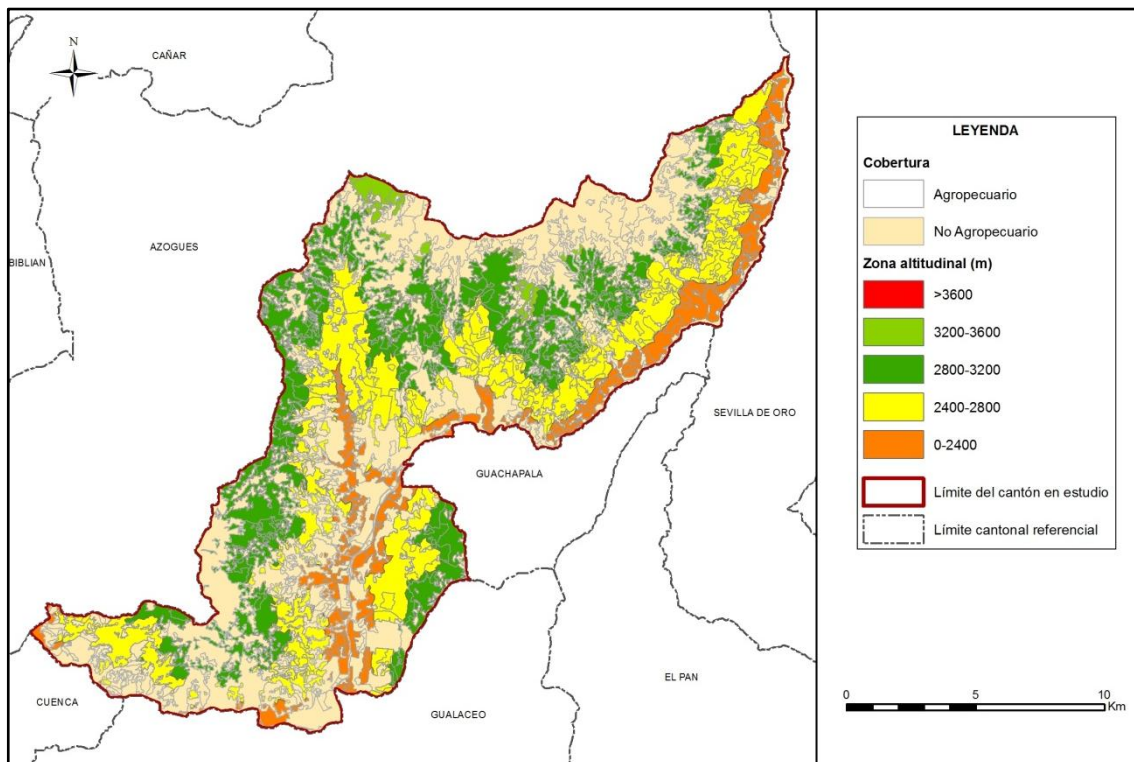 N
CAÑAR
AZOGUES
BIBLIAN
SEVILLA DE ORO
GUACHAPALA
EL PAN
CUENCA
GUALACEO
LEYENDA
Cobertura
Agropecuario
No Agropecuario
Zona altitudinal (m)
>3600
3200-3600
2800-3200
2400-2800
0-2400
Límite del cantón en estudio
Límite cantonal referencial
0 5 10
Km